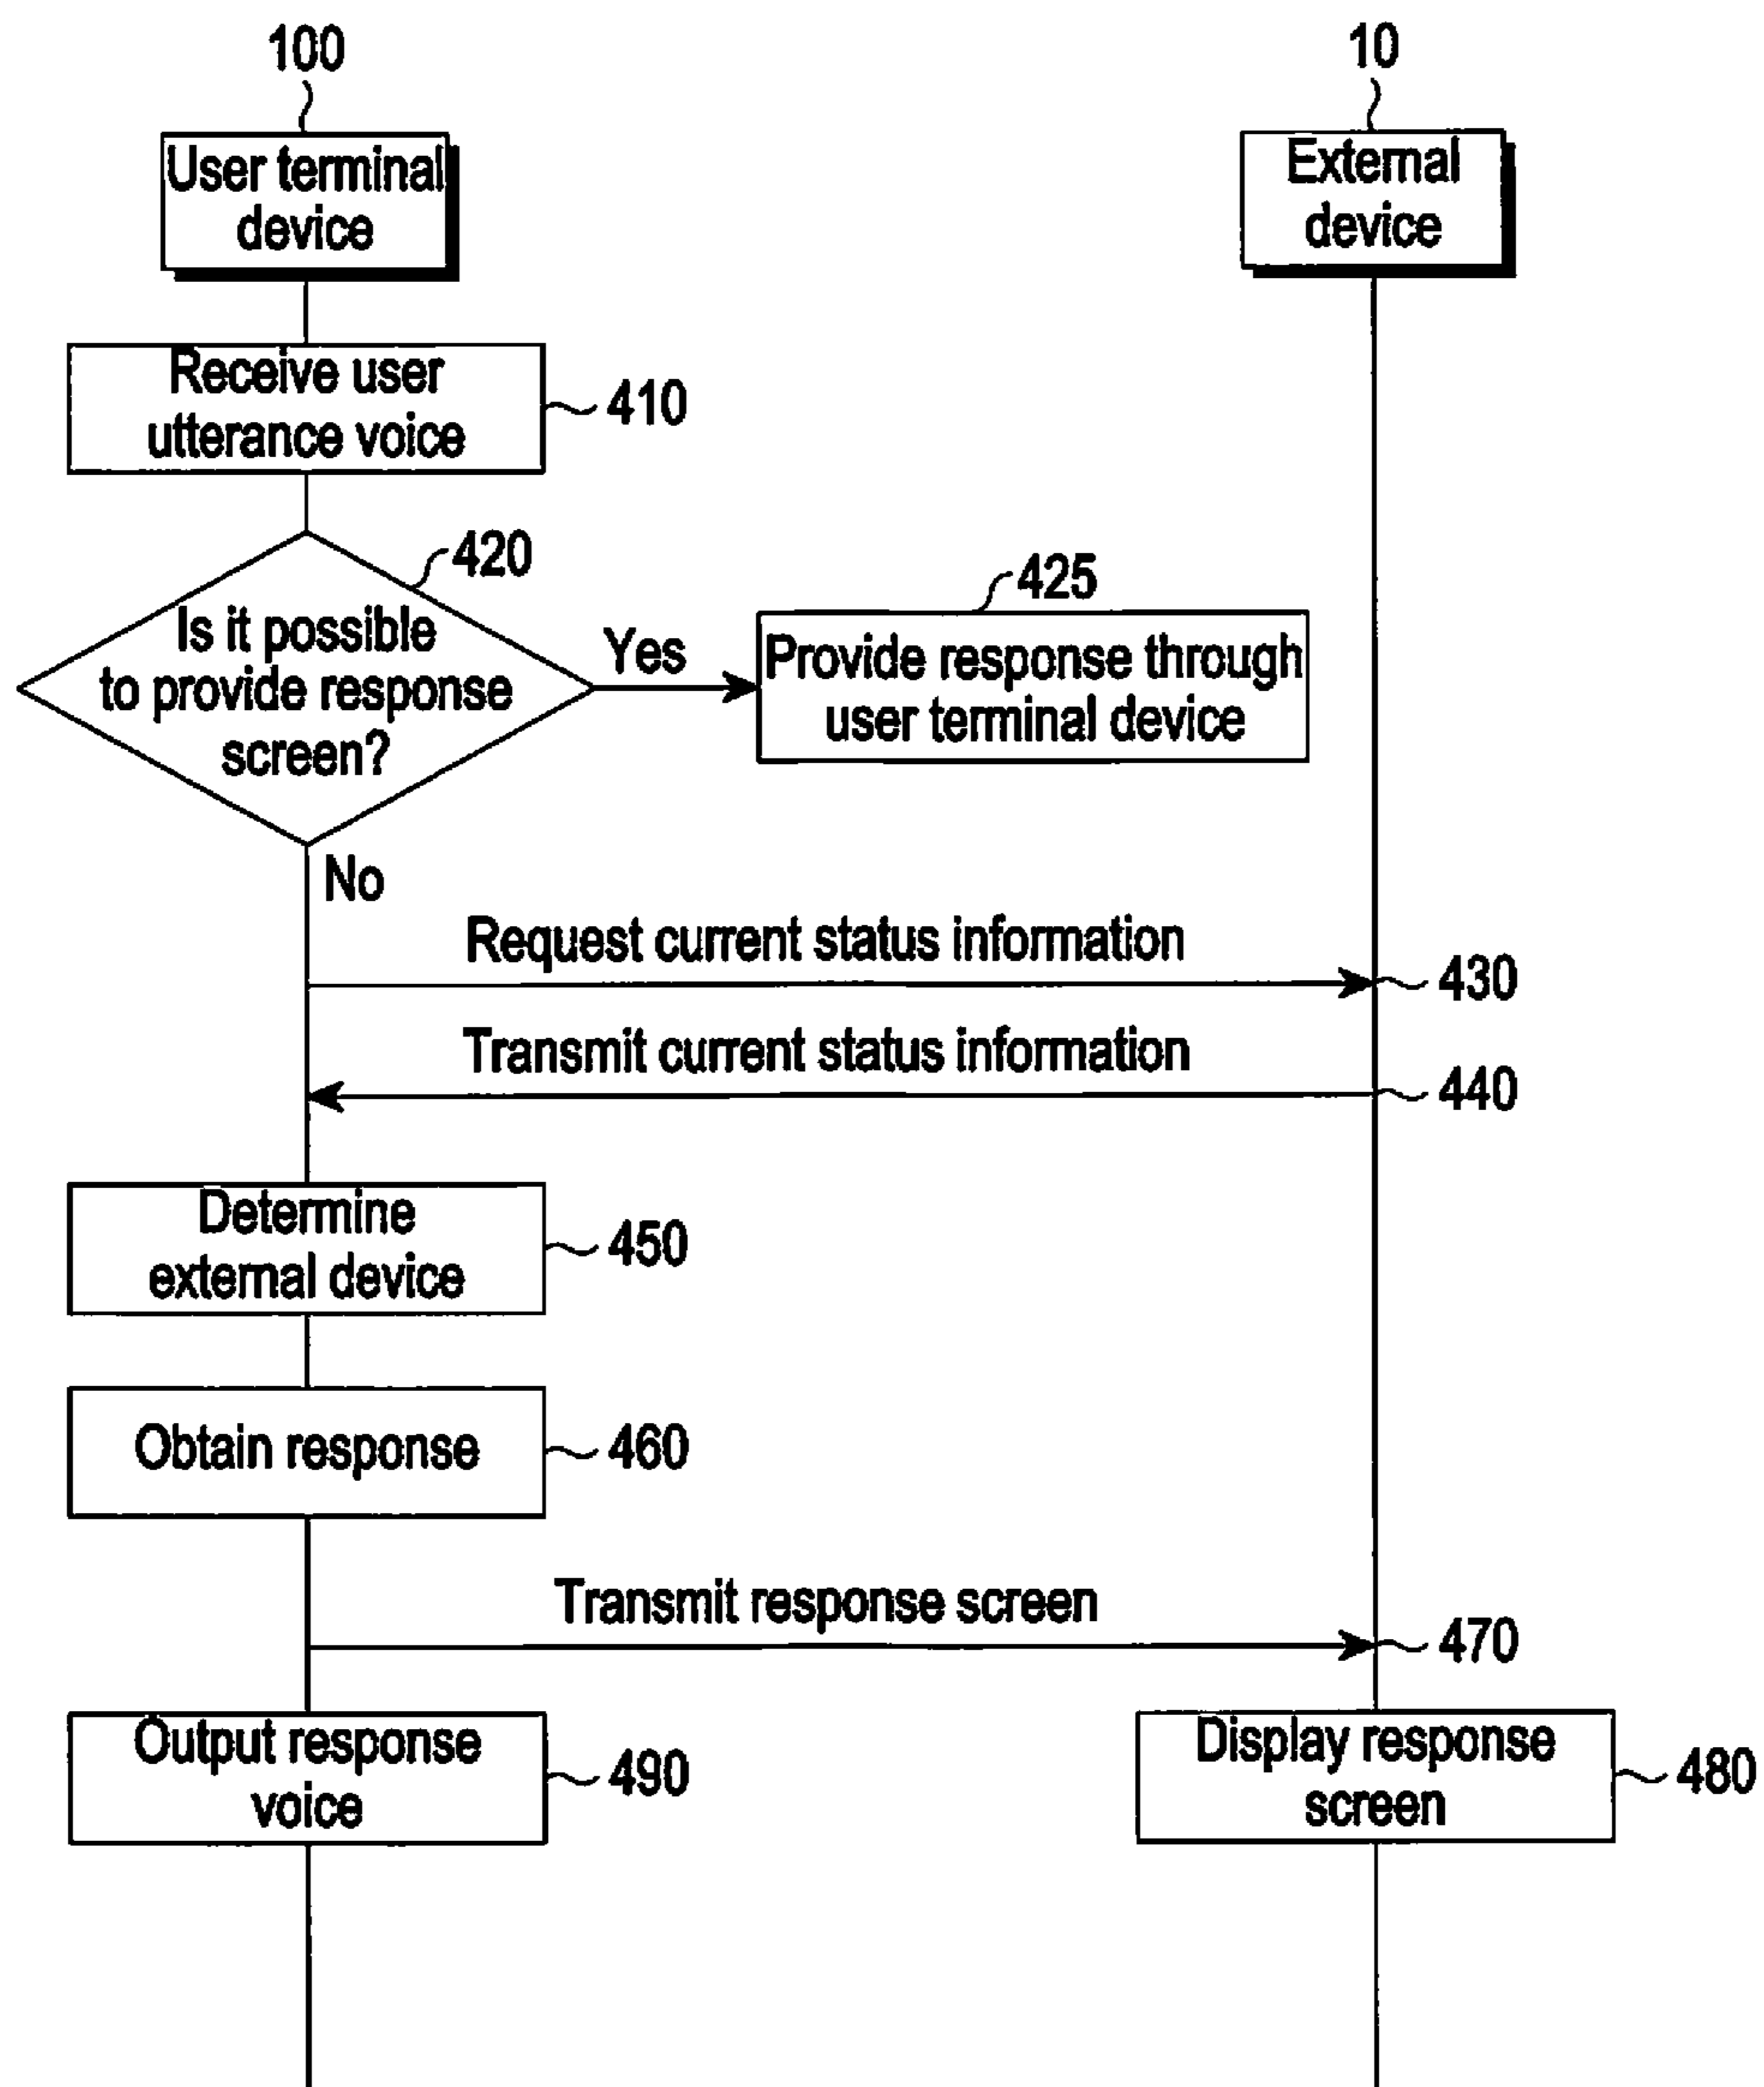 100
10
User terminal
device
External
device
Receive user
utterance voice
410
420
Is it possible
to provide response
screen?
Yes
425
Provide response through
user terminal device
No
Request current status information
430
Transmit current status information
440
Determine
external device
450
Obtain response
460
Transmit response screen
470
Output response
voice
490
Display response
screen
480